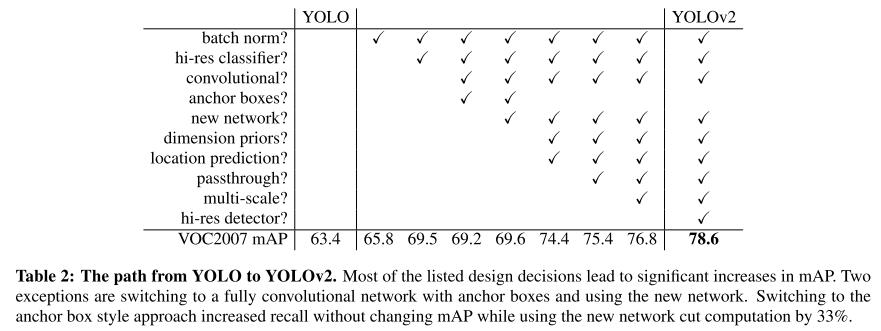 YOLO YOLOv2
batch norm? ✓ ✓ ✓ ✓ ✓ ✓ ✓ ✓
hi-res classifier? ✓ ✓ ✓ ✓ ✓ ✓ ✓
convolutional? ✓ ✓ ✓ ✓ ✓ ✓
anchor boxes? ✓ ✓
new network? ✓ ✓ ✓ ✓ ✓
dimension priors? ✓ ✓ ✓ ✓
location prediction? ✓ ✓ ✓ ✓
passthrough? ✓ ✓ ✓
multi-scale? ✓ ✓
hi-res detector? ✓
VOC2007 mAP 63.4 65.8 69.5 69.2 69.6 74.4 75.4 76.8 78.6
Table 2: The path from YOLO to YOLOv2. Most of the listed design decisions lead to significant increases in mAP. Two
exceptions are switching to a fully convolutional network with anchor boxes and using the new network. Switching to the
anchor box style approach increased recall without changing mAP while using the new network cut computation by 33%.